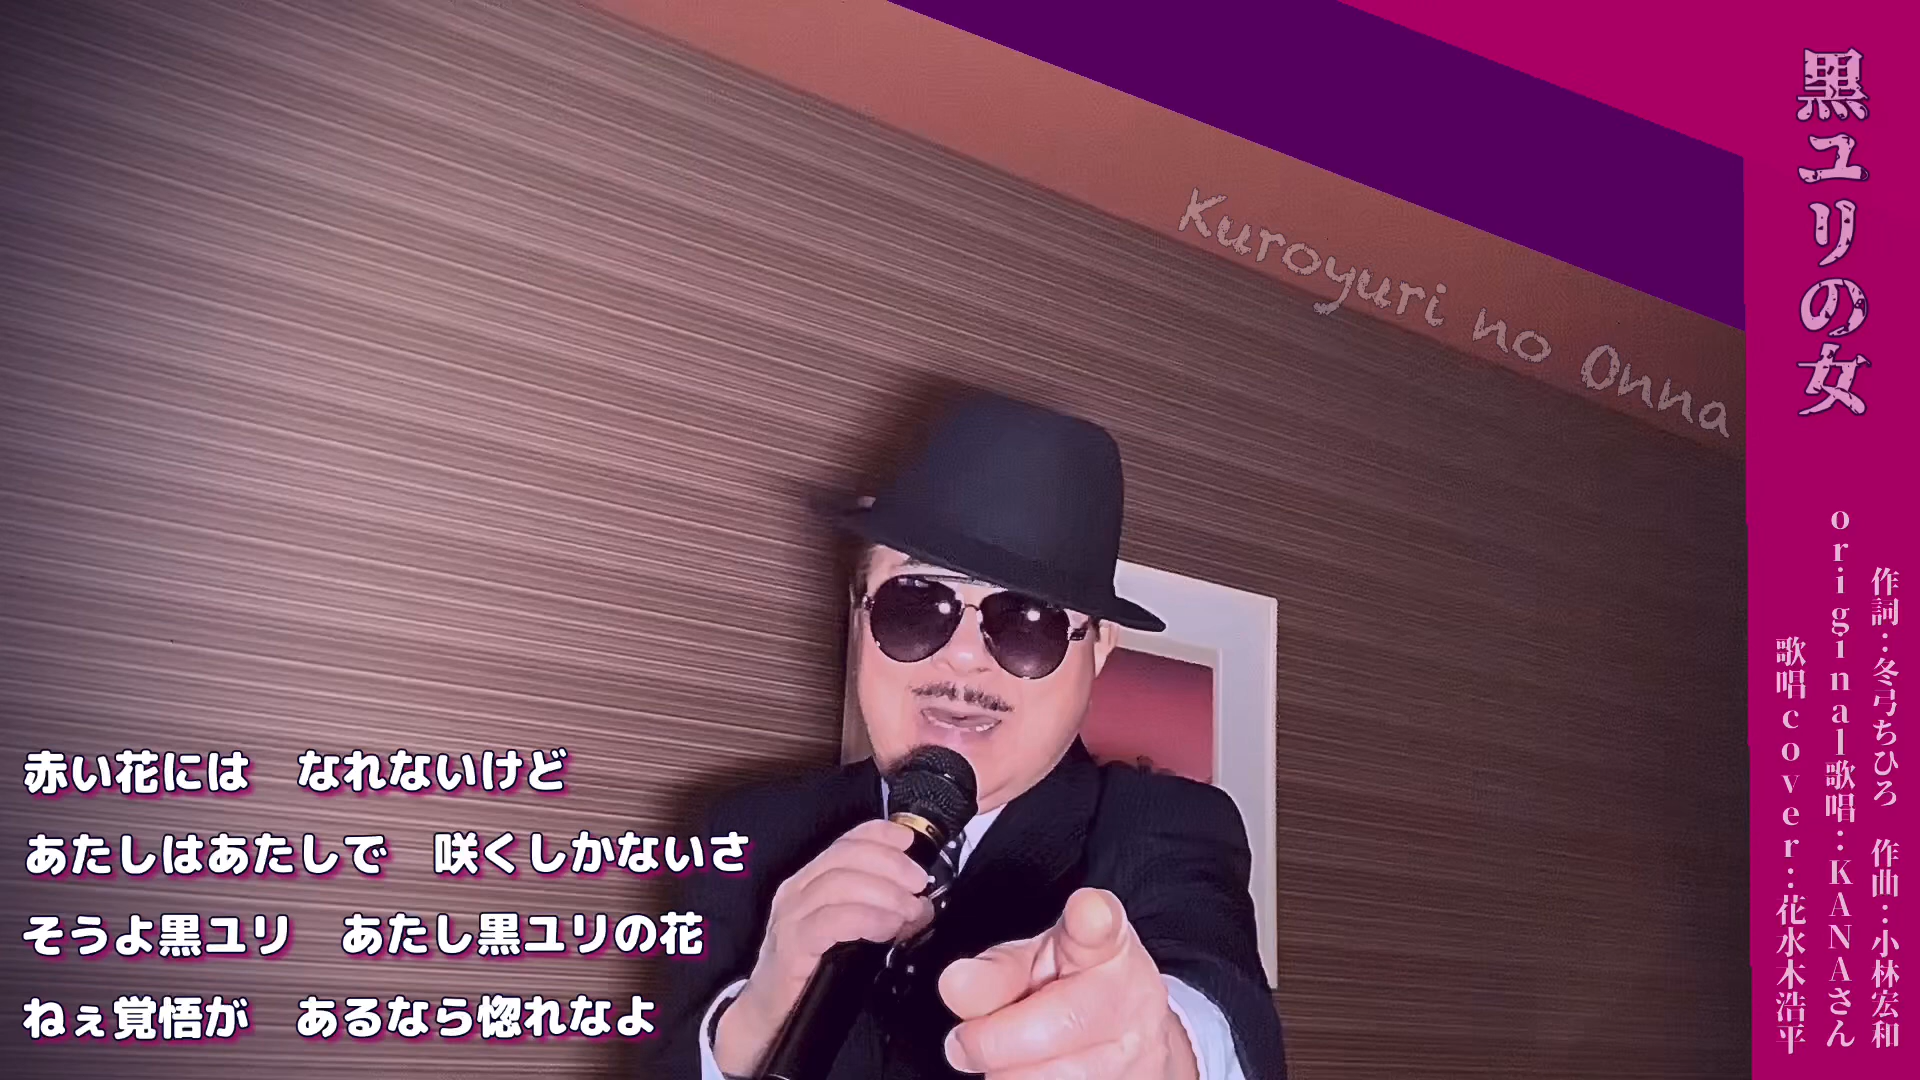 黒ユリの女
Kuroyuri no Onna
作詞:冬弓ちひろ　作曲:小林宏和
original歌唱:KANAさん
歌唱cover:花水木浩平
赤い花には　なれないけど
あたしはあたしで　咲くしかないさ
そうよ黒ユリ　あたし黒ユリの花
ねぇ覚悟が　あるなら惚れなよ